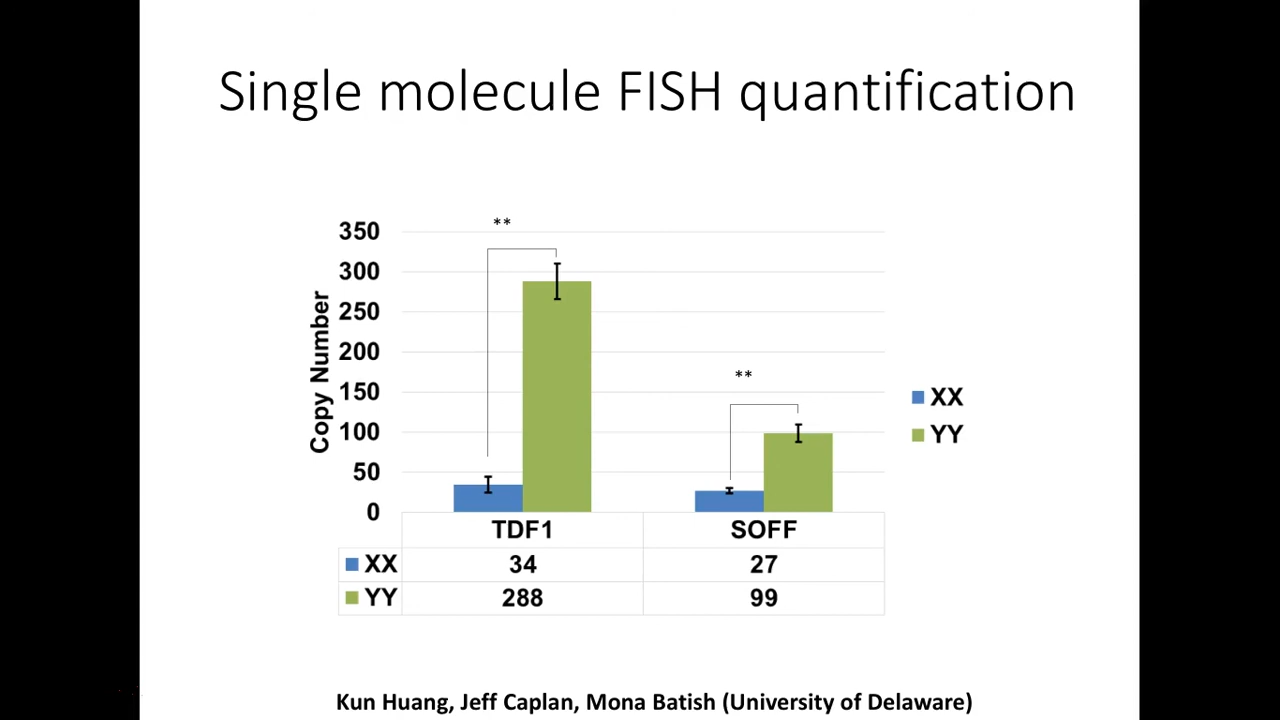 Single molecule FISH quantification
**
350
300
250
200
150
100
50
0
Copy Number
**
XX
YY
TDF1 SOFF
XX 34 27
YY 288 99
Kun Huang, Jeff Caplan, Mona Batish (University of Delaware)